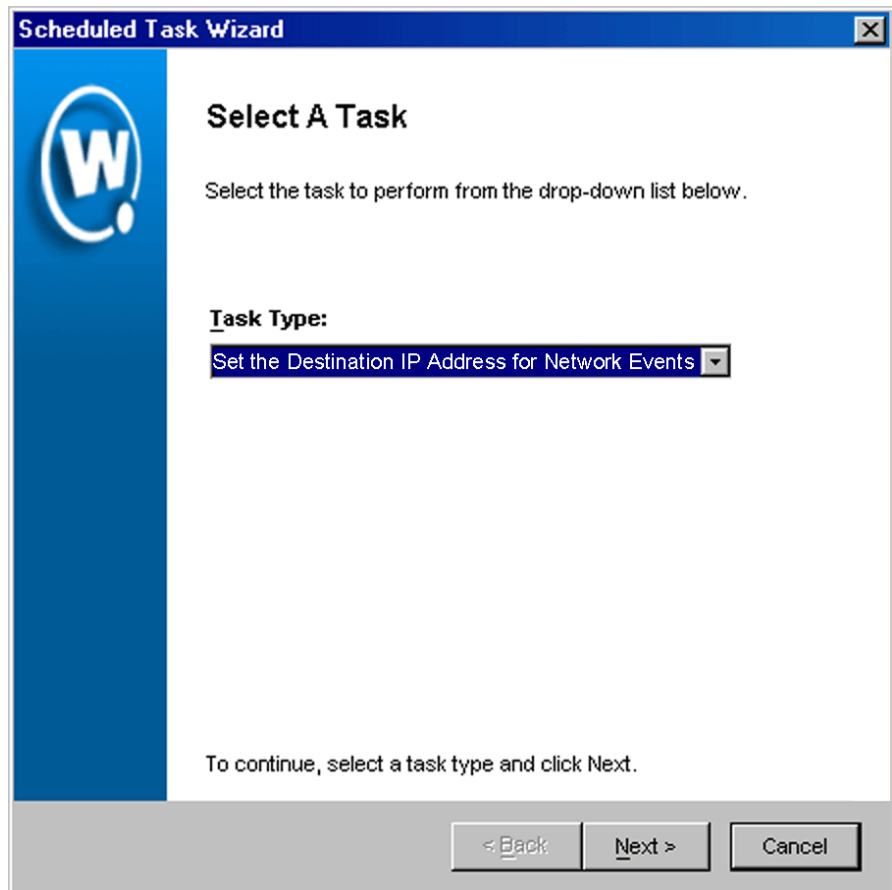 Scheduled Task Wizard
W
Select A Task
Select the task to perform from the drop-down list below.
Task Type:
Set the Destination IP Address for Network Events
To continue, select a task type and click Next.
< Back Next > Cancel